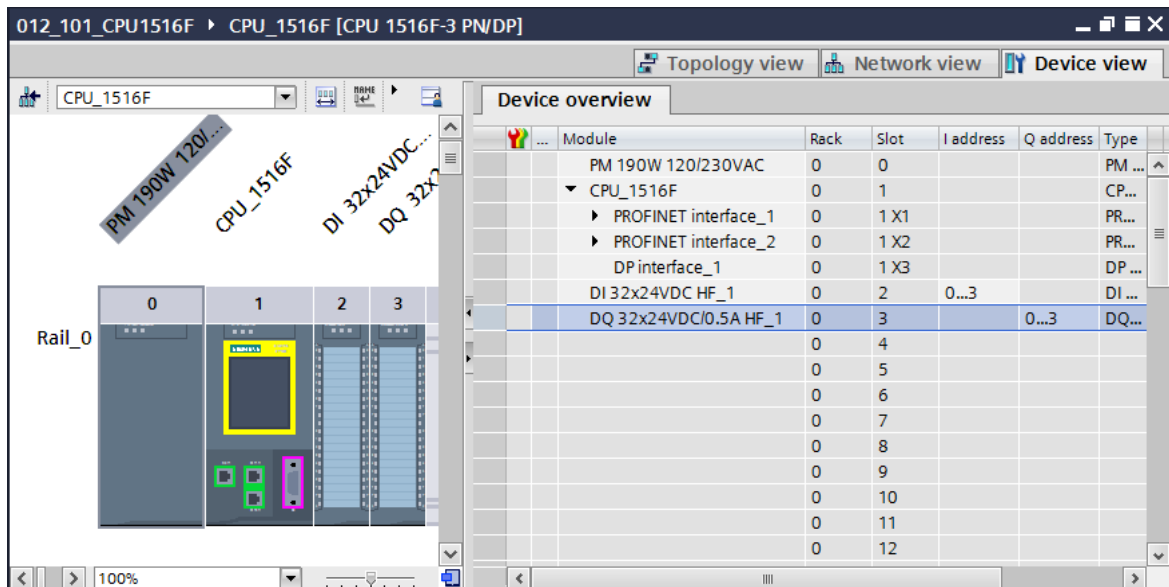 012_101_CPU1516F ▸ CPU_1516F [CPU 1516F-3 PN/DP]
Topology view Network view Device view
CPU_1516F
Device overview
PM 190W 120/...
CPU_1516F
DI 32x24VDC...
DQ 32x2
... Module Rack Slot I address Q address Type
PM 190W 120/230VAC 0 0 PM ...
CPU_1516F 0 1 CP...
PROFINET interface_1 0 1 X1 PR...
PROFINET interface_2 0 1 X2 PR...
DP interface_1 0 1 X3 DP ...
DI 32x24VDC HF_1 0 2 0...3 DI ...
DQ 32x24VDC/0.5A HF_1 0 3 0...3 DQ...
0 4
0 5
0 6
0 7
0 8
0 9
0 10
0 11
0 12
0 1 2 3
Rail_0
SIEMENS
100%